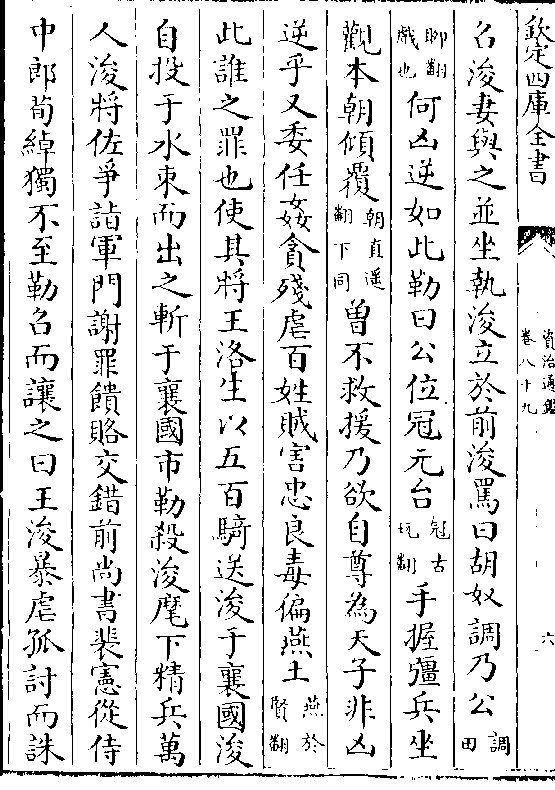 欽定四庫全書
資治通鑑
卷八十九
六
召浚妻與之並坐執浚立於前浚罵曰胡奴調乃公調田
聊翻戲也何凶逆如此勒曰公位冠元台冠古玩翻手握彊兵坐
觀本朝傾覆朝直遥翻下同曽不救援乃欲自尊為天子非凶
逆乎又委任姦貪殘虐百姓賊害忠良毒徧燕土燕於賢翻
此誰之罪也使其將王洛生以五百騎送浚于襄國浚
自投于水束而出之斬于襄國市勒殺浚麾下精兵萬
人浚將佐爭詣軍門謝罪饋賂交錯前尚書裴憲從侍
中郎荀綽獨不至勒召而讓之曰王浚暴虐孤討而誅